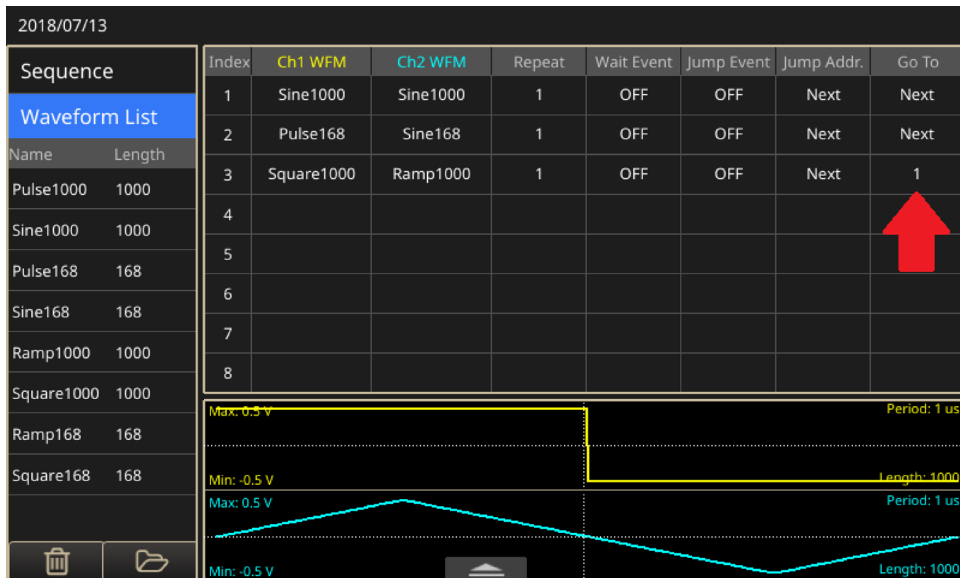 2018/07/13
Sequence
Waveform List
Name Length
Pulse1000 1000
Sine1000 1000
Pulse168 168
Sine168 168
Ramp1000 1000
Square1000 1000
Ramp168 168
Square168 168
Index Ch1 WFM Ch2 WFM Repeat Wait Event Jump Event Jump Addr. Go To
1 Sine1000 Sine1000 1 OFF OFF Next Next
2 Pulse168 Sine168 1 OFF OFF Next Next
3 Square1000 Ramp1000 1 OFF OFF Next 1
4
5
6
7
8
Max: 0.5 V Period: 1 us
Min: -0.5 V Length: 1000
Max: 0.5 V Period: 1 us
Min: -0.5 V Length: 1000